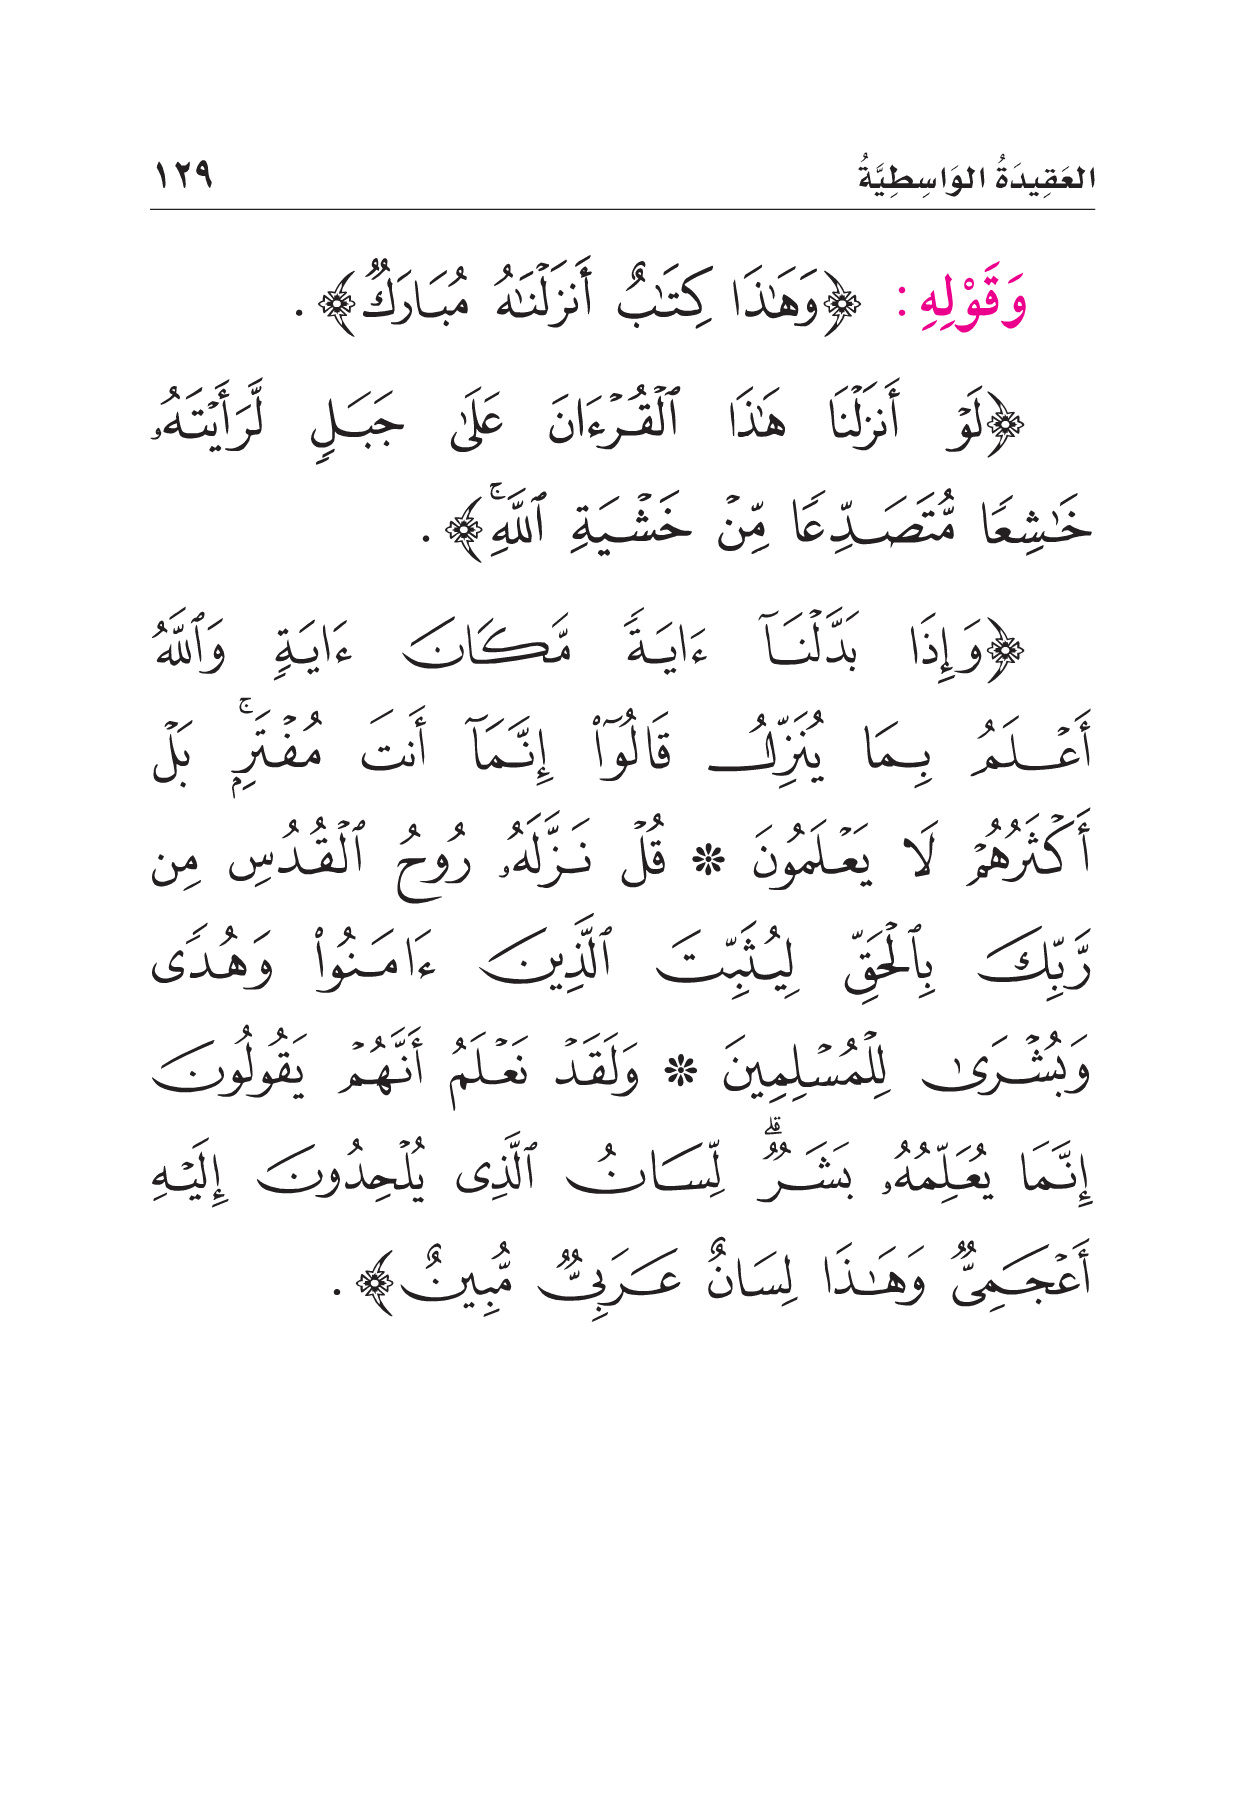 العَقِيدَةُ الوَاسِطِيَّةُ ١٢٩
وَقَوْلِهِ: ﴿وَهَٰذَا كِتَٰبٌ أَنزَلۡنَٰهُ مُبَارَكٞ﴾.
﴿لَوۡ أَنزَلۡنَا هَٰذَا ٱلۡقُرۡءَانَ عَلَىٰ جَبَلٖ لَّرَأَيۡتَهُۥ
خَٰشِعٗا مُّتَصَدِّعٗا مِّنۡ خَشۡيَةِ ٱللَّهِۚ﴾.
﴿وَإِذَا بَدَّلۡنَآ ءَايَةٗ مَّكَانَ ءَايَةٖ وَٱللَّهُ
أَعۡلَمُ بِمَا يُنَزِّلُ قَالُوٓاْ إِنَّمَآ أَنتَ مُفۡتَرِۭۚ بَلۡ
أَكۡثَرُهُمۡ لَا يَعۡلَمُونَ * قُلۡ نَزَّلَهُۥ رُوحُ ٱلۡقُدُسِ مِن
رَّبِّكَ بِٱلۡحَقِّ لِيُثَبِّتَ ٱلَّذِينَ ءَامَنُواْ وَهُدٗى
وَبُشۡرَىٰ لِلۡمُسۡلِمِينَ * وَلَقَدۡ نَعۡلَمُ أَنَّهُمۡ يَقُولُونَ
إِنَّمَا يُعَلِّمُهُۥ بَشَرٞۗ لِّسَانُ ٱلَّذِى يُلۡحِدُونَ إِلَيۡهِ
أَعۡجَمِىّٞ وَهَٰذَا لِسَانٌ عَرَبِىّٞ مُّبِينٌ﴾.